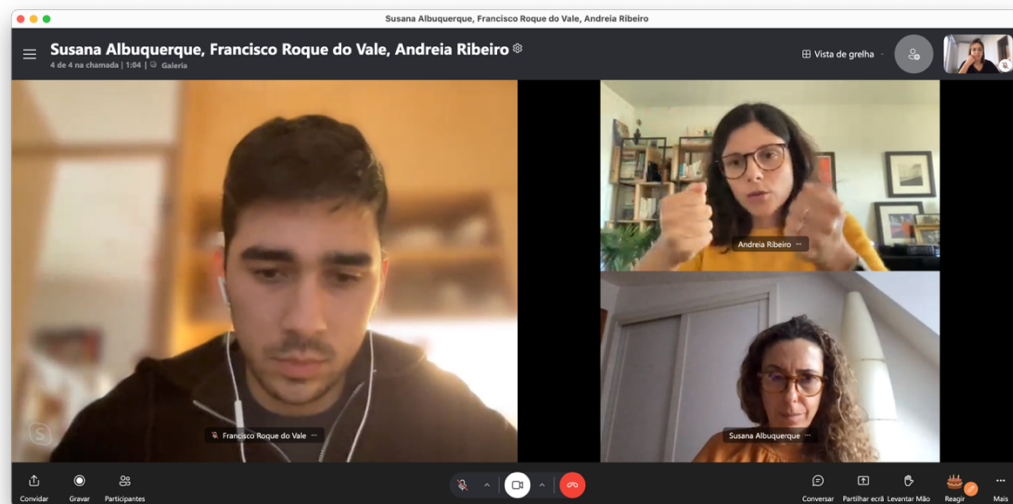 Susana Albuquerque, Francisco Roque do Vale, Andreia Ribeiro
Susana Albuquerque, Francisco Roque do Vale, Andreia Ribeiro
4 de 4 na chamada | 1:04 | Galeria
Vista de grelha
Andreia Ribeiro
Francisco Roque do Vale
Susana Albuquerque
Convidar
Gravar
Participantes
Conversar
Partilhar ecrã
Levantar Mão
Reagir
Mais